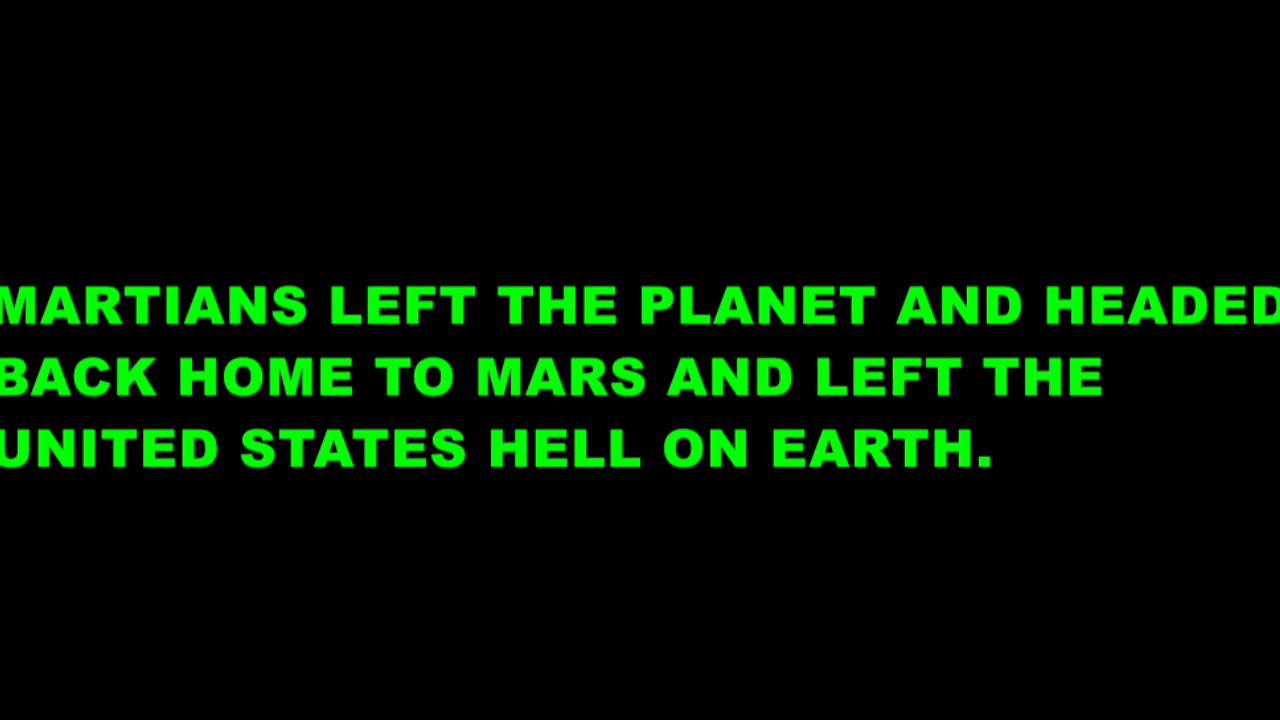 MARTIANS LEFT THE PLANET AND HEADED
BACK HOME TO MARS AND LEFT THE
UNITED STATES HELL ON EARTH.